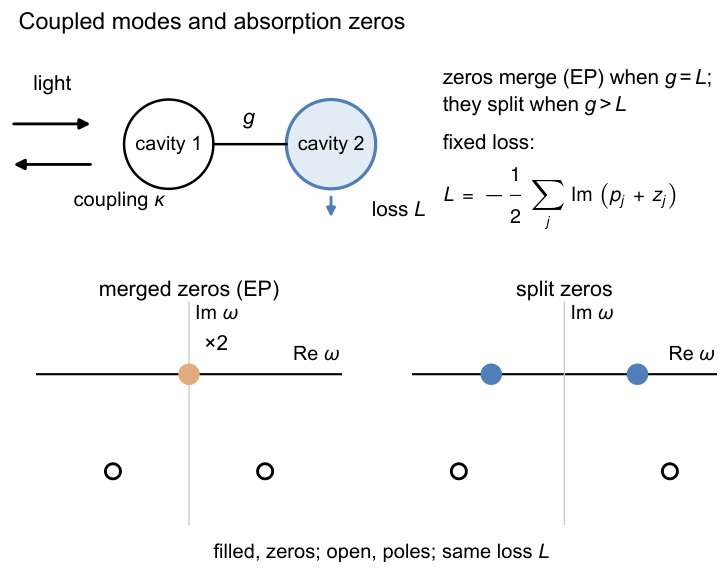 Coupled modes and absorption zeros
light
g
cavity 1
cavity 2
coupling κ
loss L
zeros merge (EP) when g = L;
they split when g > L
fixed loss:
L = − 1/2 ∑_j Im (p_j + z_j)
merged zeros (EP)
Im ω
×2
Re ω
split zeros
Im ω
Re ω
filled, zeros; open, poles; same loss L